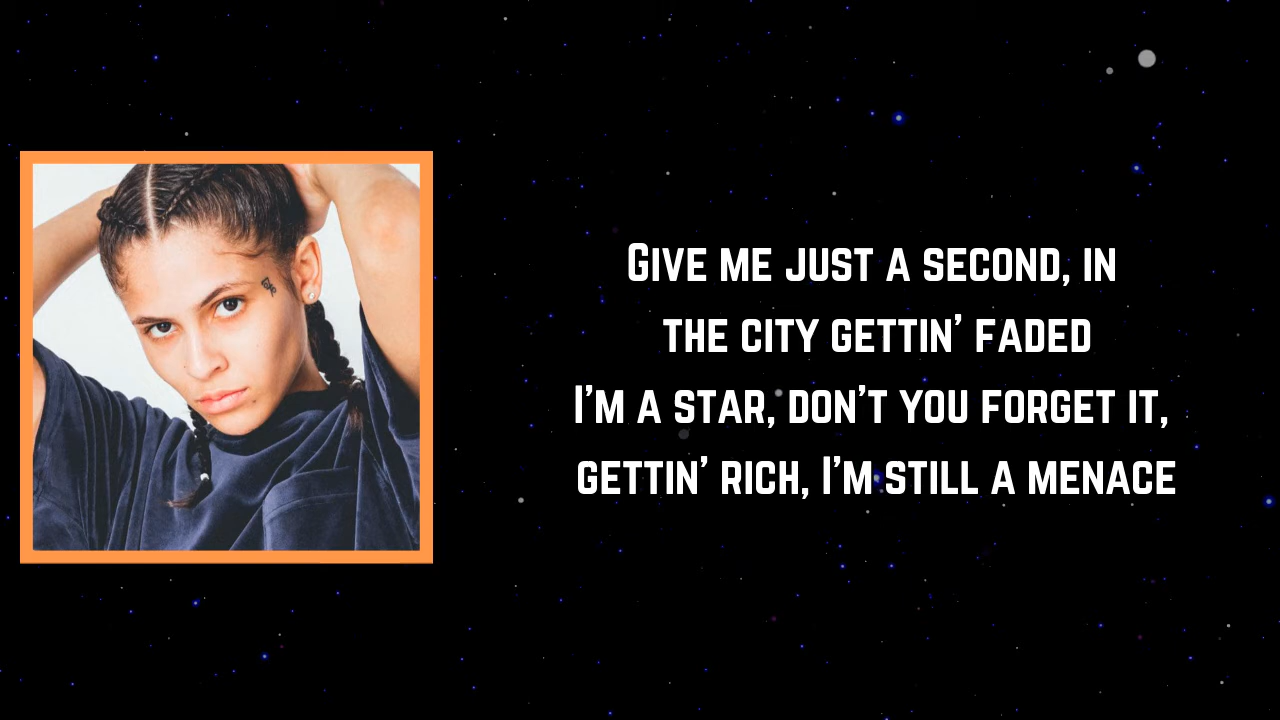 Give me just a second, in
the city gettin' faded
I'm a star, don't you forget it,
gettin' rich, I'm still a menace